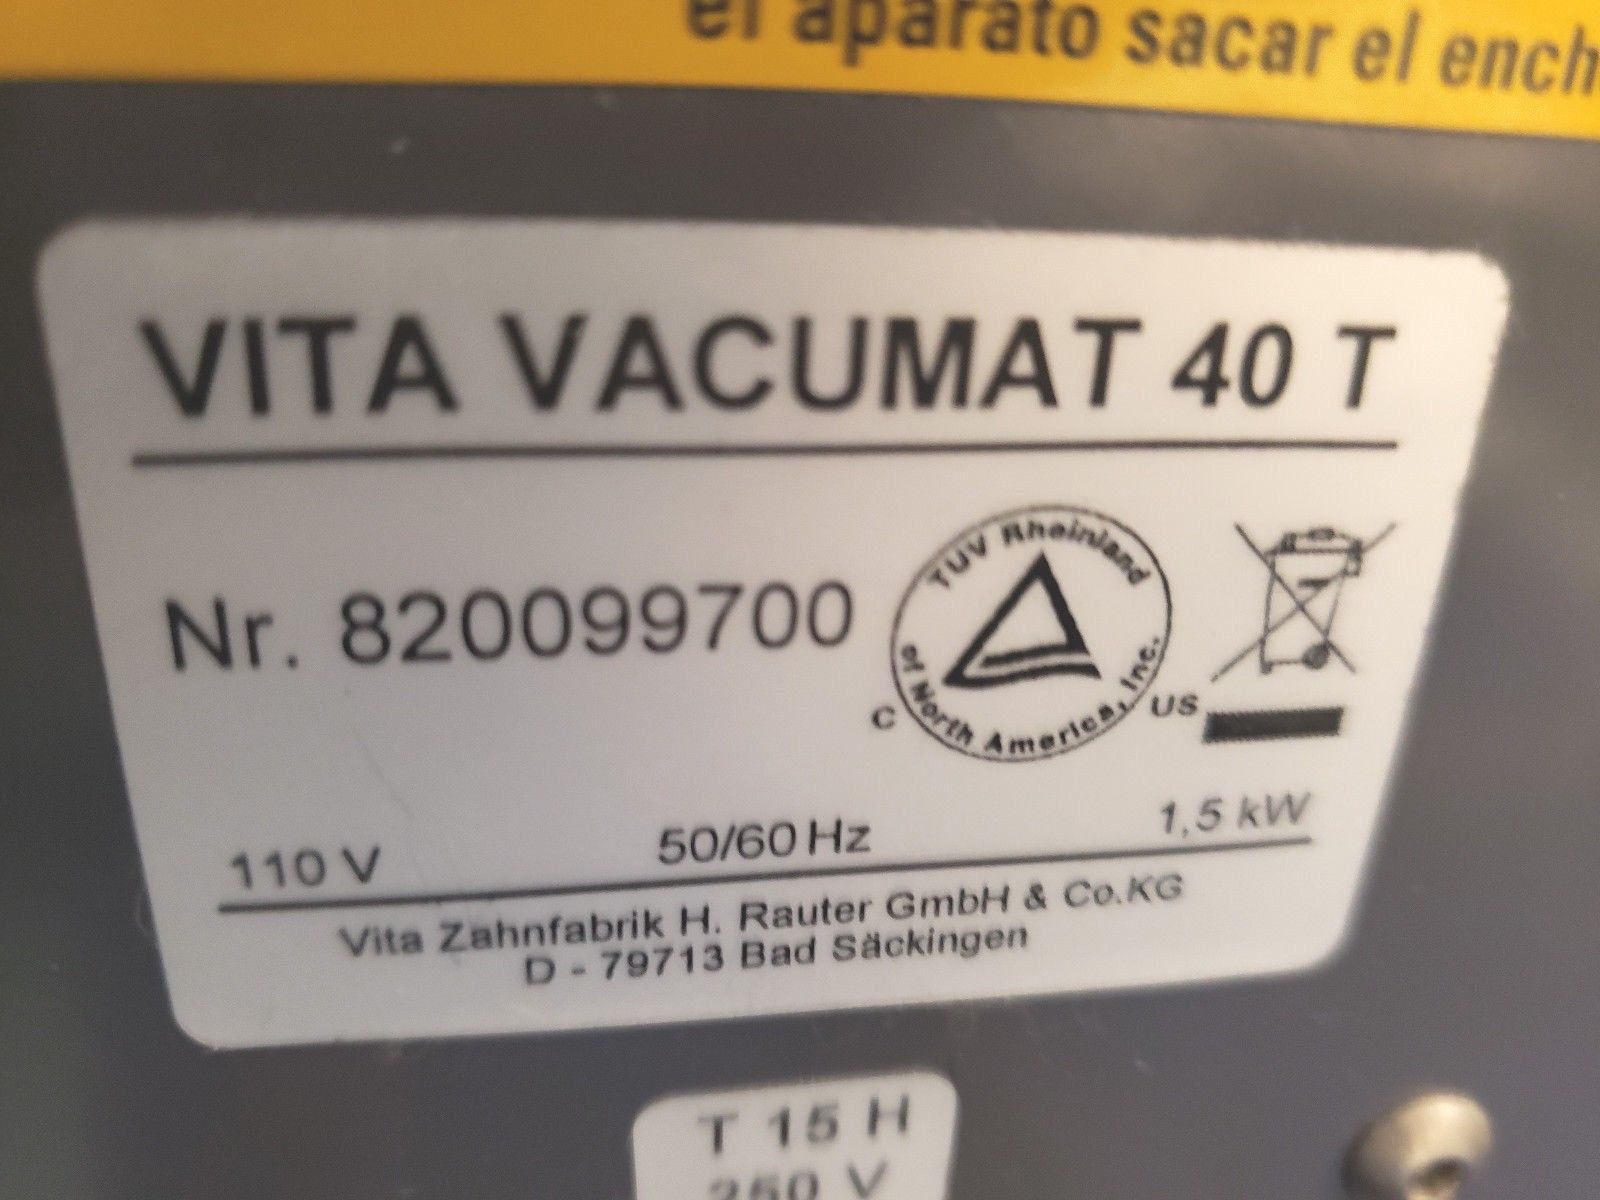 el aparato sacar el ench
VITA VACUMAT 40 T
Nr. 820099700
TUV Rheinland
of North America, Inc.
C US
110 V 50/60 Hz 1,5 kW
Vita Zahnfabrik H. Rauter GmbH & Co.KG
D - 79713 Bad Säckingen
T 15 H
250 V